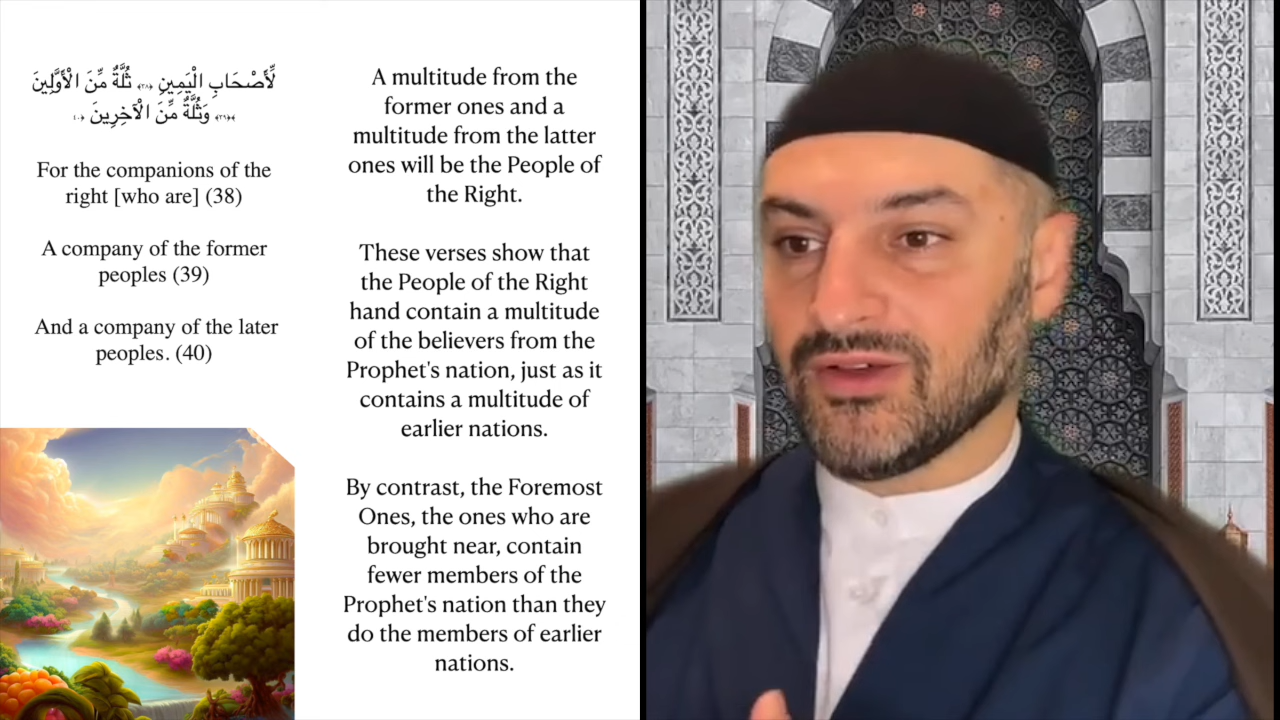 لِّأَصْحَابِ الْيَمِينِ ﴿٣٨﴾ ثُلَّةٌ مِّنَ الْأَوَّلِينَ
﴿٣٩﴾ وَثُلَّةٌ مِّنَ الْآخِرِينَ ﴿٤٠
For the companions of the
right [who are] (38)
A company of the former
peoples (39)
And a company of the later
peoples. (40)
A multitude from the
former ones and a
multitude from the latter
ones will be the People of
the Right.
These verses show that
the People of the Right
hand contain a multitude
of the believers from the
Prophet's nation, just as it
contains a multitude of
earlier nations.
By contrast, the Foremost
Ones, the ones who are
brought near, contain
fewer members of the
Prophet's nation than they
do the members of earlier
nations.